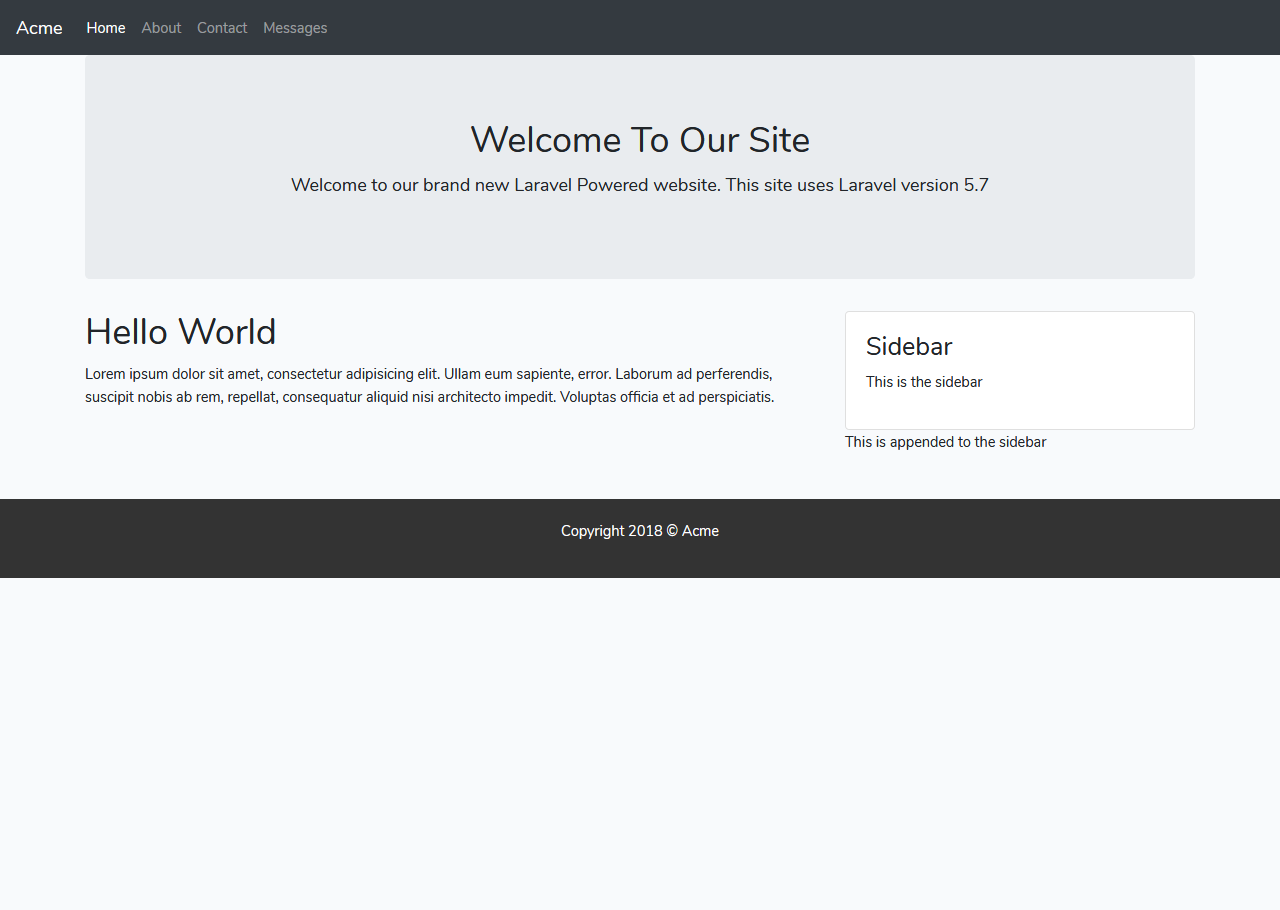 Acme Home About Contact Messages
Welcome To Our Site
Welcome to our brand new Laravel Powered website. This site uses Laravel version 5.7
Hello World
Lorem ipsum dolor sit amet, consectetur adipisicing elit. Ullam eum sapiente, error. Laborum ad perferendis,
suscipit nobis ab rem, repellat, consequatur aliquid nisi architecto impedit. Voluptas officia et ad perspiciatis.
Sidebar
This is the sidebar
This is appended to the sidebar
Copyright 2018 © Acme